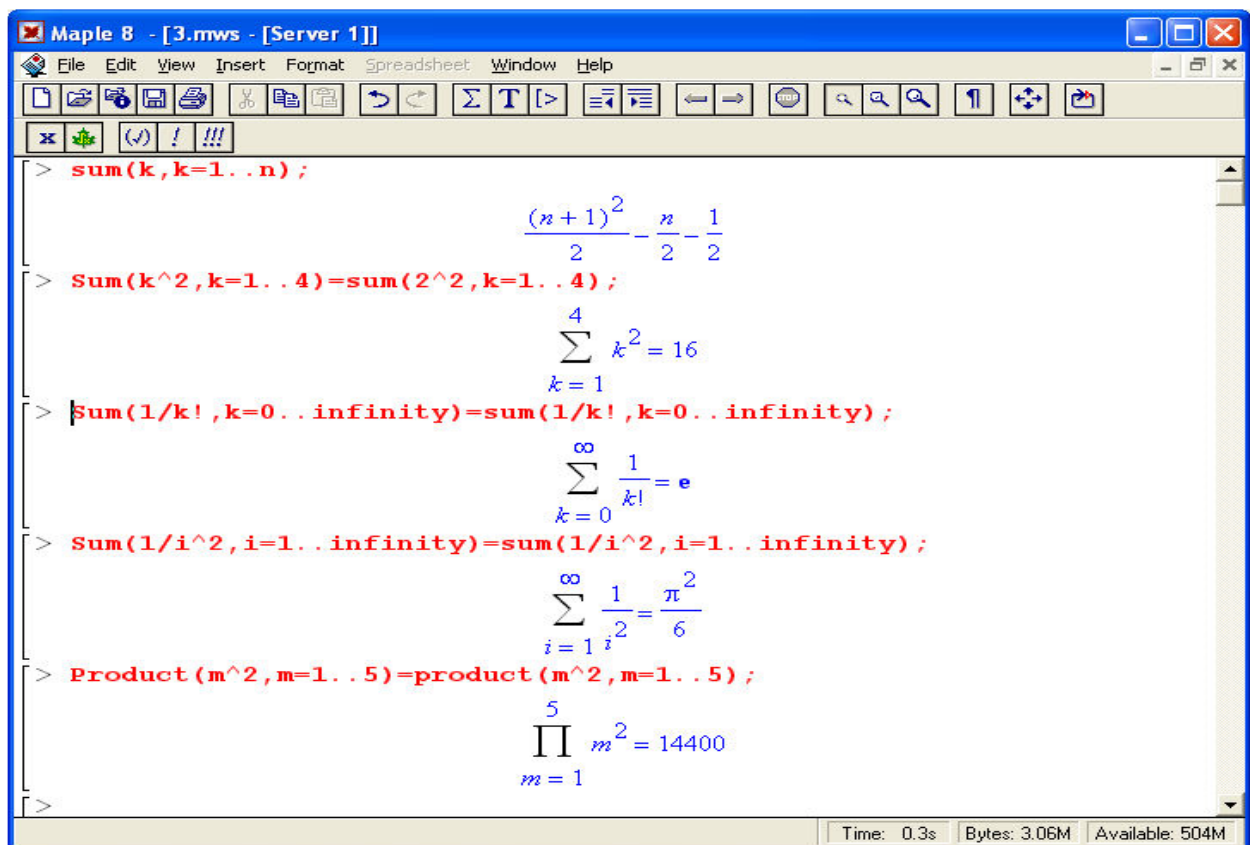 Maple 8 - [3.mws - [Server 1]]
File Edit View Insert Format Spreadsheet Window Help
> sum(k,k=1..n);
(n + 1)^2/2 - n/2 - 1/2
> Sum(k^2,k=1..4)=sum(2^2,k=1..4);
4
∑ k^2 = 16
k = 1
> Sum(1/k!,k=0..infinity)=sum(1/k!,k=0..infinity);
∞
∑ 1/k! = e
k = 0
> Sum(1/i^2,i=1..infinity)=sum(1/i^2,i=1..infinity);
∞
∑ 1/i^2 = π^2/6
i = 1
> Product(m^2,m=1..5)=product(m^2,m=1..5);
5
∏ m^2 = 14400
m = 1
>
Time: 0.3s Bytes: 3.06M Available: 504M